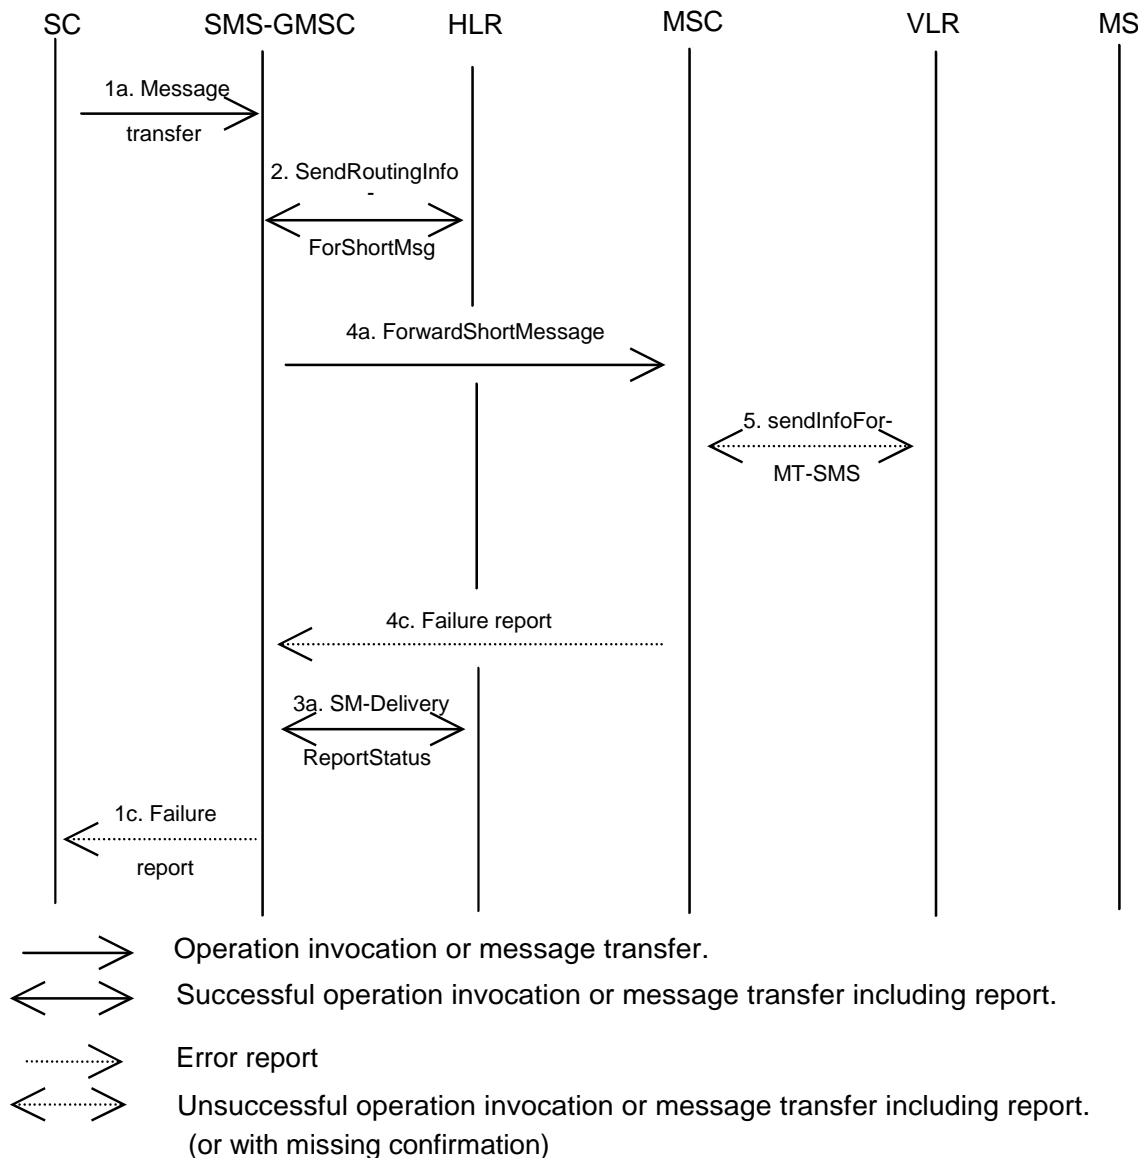 SC SMS-GMSC HLR MSC VLR MS
1a. Message
transfer
2. SendRoutingInfo
-
ForShortMsg
4a. ForwardShortMessage
5. sendInfoFor-
MT-SMS
4c. Failure report
3a. SM-Delivery
ReportStatus
1c. Failure
report
Operation invocation or message transfer.
Successful operation invocation or message transfer including report.
Error report
Unsuccessful operation invocation or message transfer including report.
(or with missing confirmation)